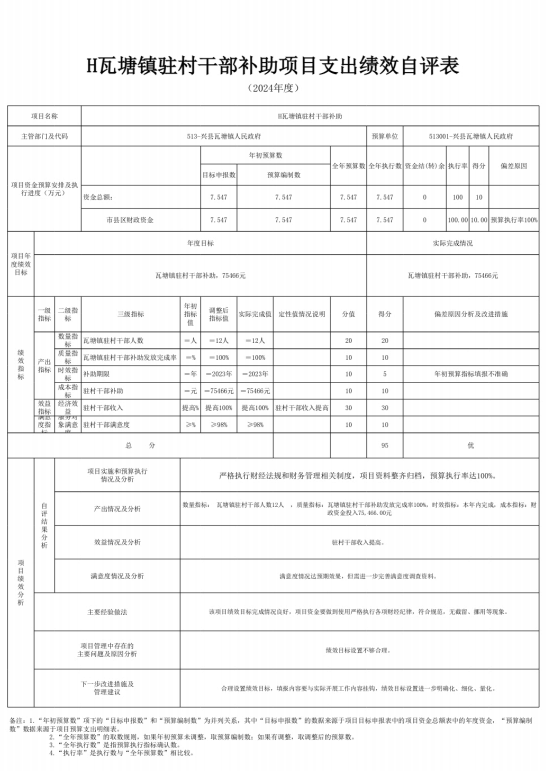 H瓦塘镇驻村干部补助项目支出绩效自评表
（2024年度）
项目名称 H瓦塘镇驻村干部补助
主管部门及代码 513-兴县瓦塘镇人民政府 预算单位 513001-兴县瓦塘镇人民政府
项目资金预算安排及执行进度（万元） 年初预算数 全年预算数 全年执行数 资金结(转)余 执行率 得分 偏差原因
目标申报数 预算编制数
资金总额: 7.547 7.547 7.547 7.547 0 100 10
市县区财政资金 7.547 7.547 7.547 7.547 0 100.00 10.00 预算执行率100%
项目年度绩效目标 年度目标 实际完成情况
瓦塘镇驻村干部补助，75466元 瓦塘镇驻村干部补助，75466元
绩效指标 一级指标 二级指标 三级指标 年初指标值 调整后指标值 实际完成值 定性值情况说明 分值 得分 偏差原因分析及改进措施
产出指标 数量指标 瓦塘镇驻村干部人数 =人 =12人 =12人 20 20
质量指标 瓦塘镇驻村干部补助发放完成率 =% =100% =100% 10 10
时效指标 补助期限 =年 =2023年 =2023年 10 5 年初预算指标填报不准确
成本指标 驻村干部补助 =元 =75466元 =75466元 10 10
效益指标 经济效益 驻村干部收入 提高% 提高100% 提高100% 驻村干部收入提高 30 30
满意度指标 服务对象满意度 驻村干部满意度 ≥% ≥98% ≥98% 10 10
总 分 95 优
项目绩效分析 自评结果分析 项目实施和预算执行情况及分析 严格执行财经法规和财务管理相关制度，项目资料整齐归档，预算执行率达100%。
产出情况及分析 数量指标： 瓦塘镇驻村干部人数12人 ，质量指标：瓦塘镇驻村干部补助发放完成率100%，时效指标：本年内完成，成本指标：财政资金投入75,466.00元
效益情况及分析 驻村干部收入提高。
满意度情况及分析 满意度情况达预期效果，但需进一步完善满意度调查资料。
主要经验做法 该项目绩效目标完成情况良好，项目资金要做到使用严格执行各项财经纪律，符合规范，无截留、挪用等现象。
项目管理中存在的主要问题及原因分析 绩效目标设置不够合理。
下一步改进措施及管理建议 合理设置绩效目标，填报内容要与实际开展工作内容挂钩，绩效目标设置进一步明确化、细化、量化。
备注：1.“年初预算数”项下的“目标申报数”和“预算编制数”为并列关系，其中“目标申报数”的数据来源于项目目标申报表中的项目资金总额表中的年度资金，“预算编制数”数据来源于项目预算支出明细表。
2.“全年预算数”的取数规则，如果年初预算未调整，取预算编制数；如果有调整，取调整后的预算数。
3.“全年执行数”是指预算执行指标确认数。
4.“执行率”是执行数与“全年预算数”相比较。